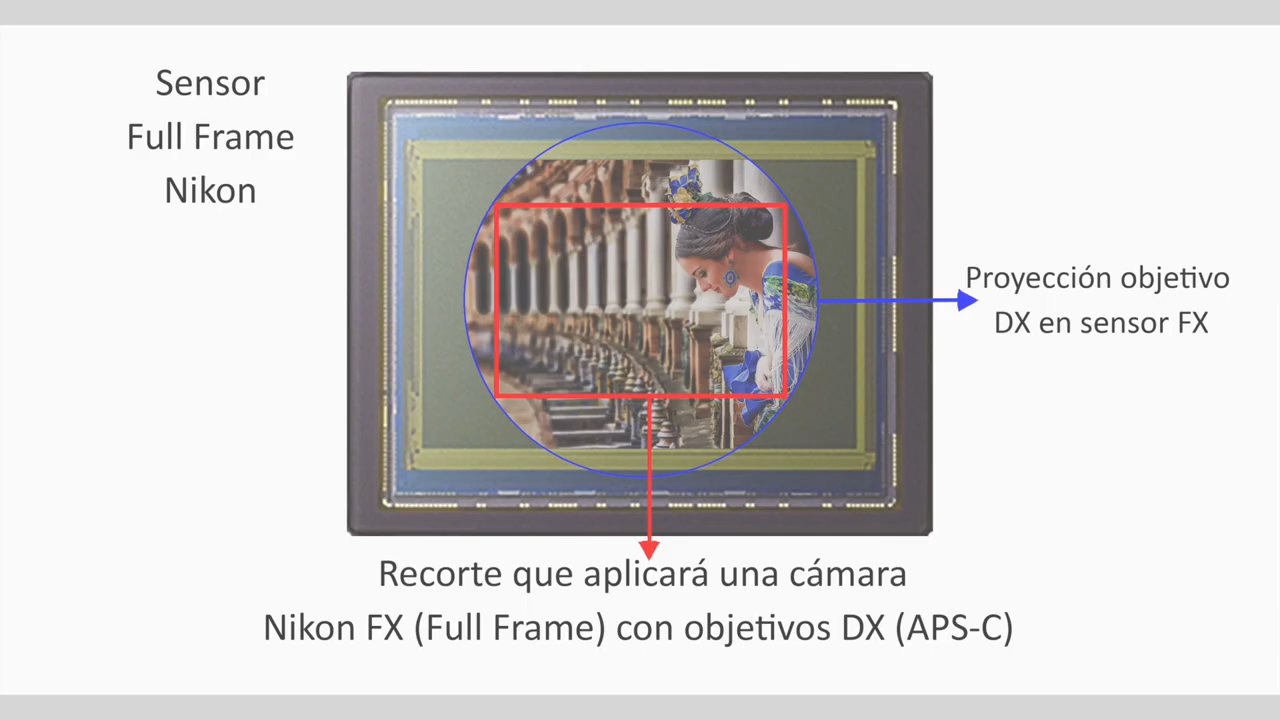 Sensor
Full Frame
Nikon
Proyección objetivo
DX en sensor FX
Recorte que aplicará una cámara
Nikon FX (Full Frame) con objetivos DX (APS-C)